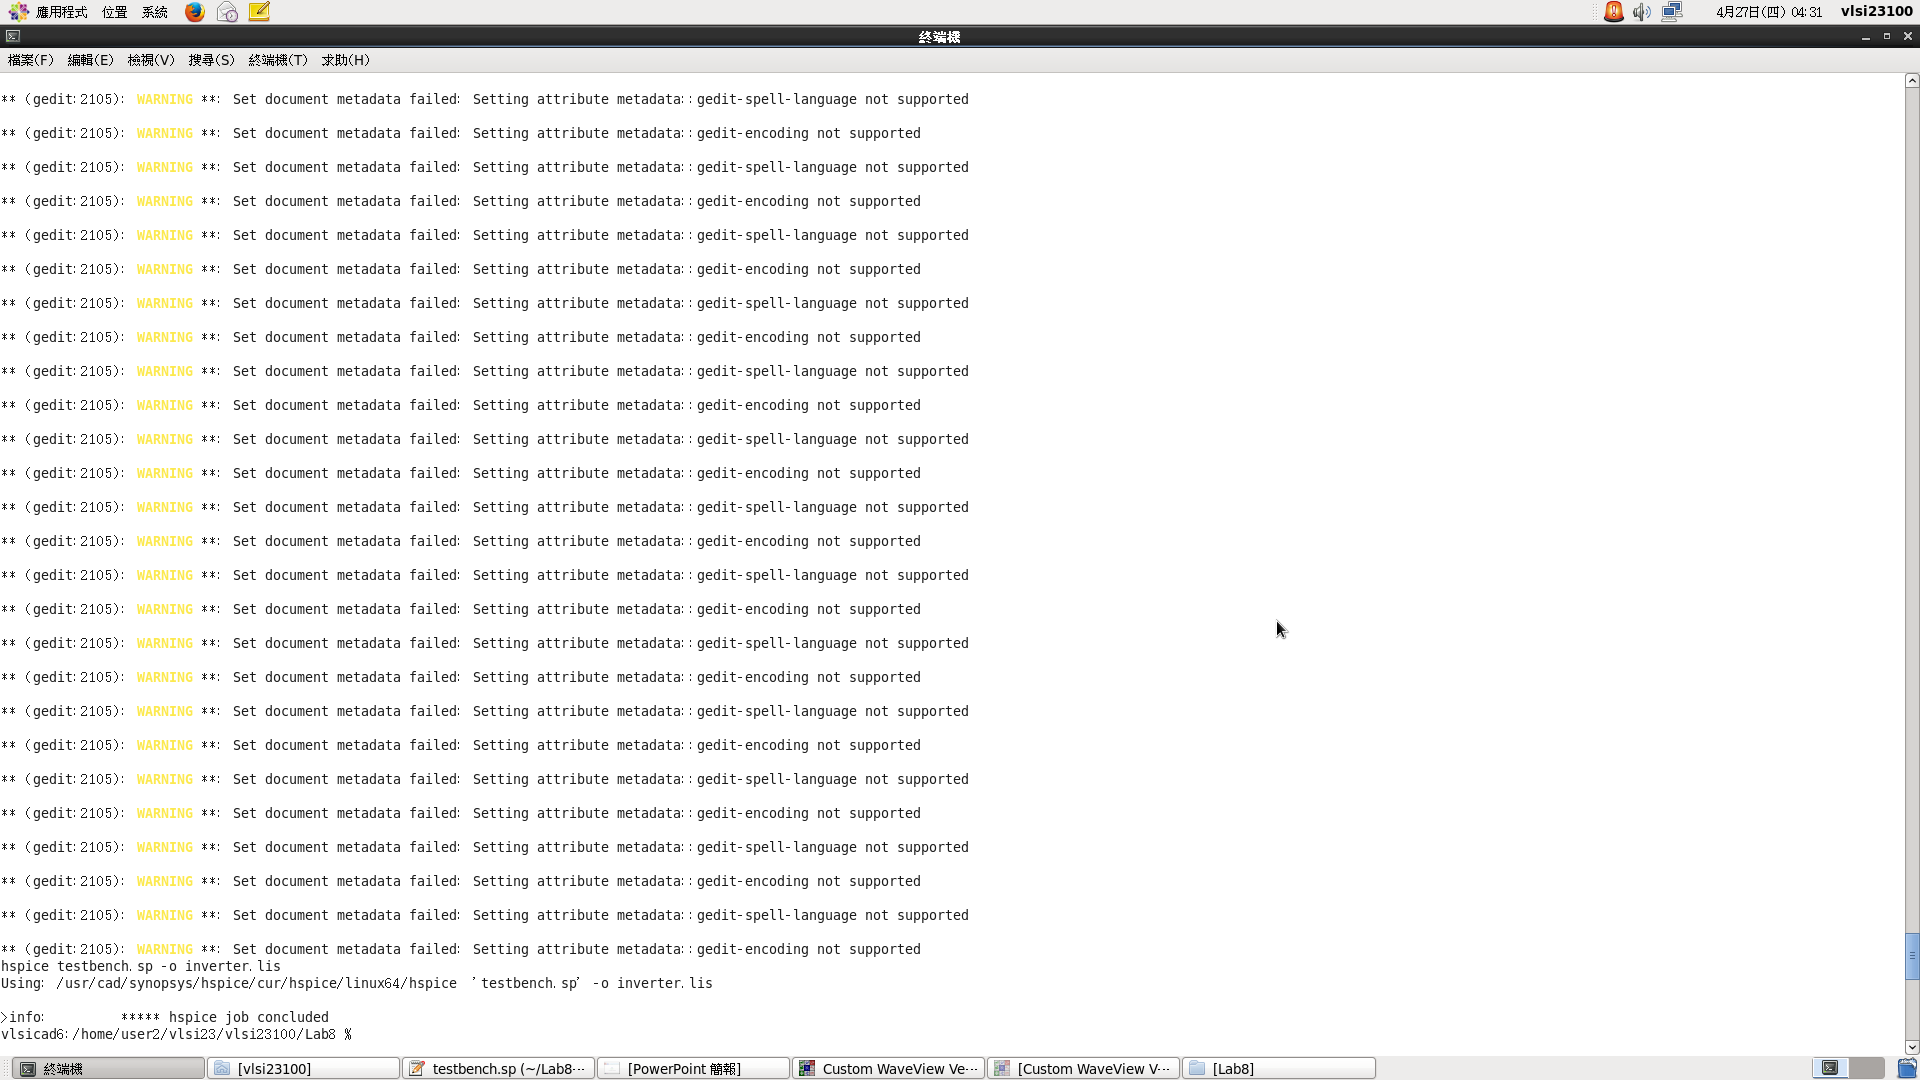 應用程式 位置 系統 4月27日(四) 04:31 vlsi23100
終端機
檔案(F) 編輯(E) 檢視(V) 搜尋(S) 終端機(T) 求助(H)
** (gedit:2105): WARNING **: Set document metadata failed: Setting attribute metadata::gedit-spell-language not supported
** (gedit:2105): WARNING **: Set document metadata failed: Setting attribute metadata::gedit-encoding not supported
** (gedit:2105): WARNING **: Set document metadata failed: Setting attribute metadata::gedit-spell-language not supported
** (gedit:2105): WARNING **: Set document metadata failed: Setting attribute metadata::gedit-encoding not supported
** (gedit:2105): WARNING **: Set document metadata failed: Setting attribute metadata::gedit-spell-language not supported
** (gedit:2105): WARNING **: Set document metadata failed: Setting attribute metadata::gedit-encoding not supported
** (gedit:2105): WARNING **: Set document metadata failed: Setting attribute metadata::gedit-spell-language not supported
** (gedit:2105): WARNING **: Set document metadata failed: Setting attribute metadata::gedit-encoding not supported
** (gedit:2105): WARNING **: Set document metadata failed: Setting attribute metadata::gedit-spell-language not supported
** (gedit:2105): WARNING **: Set document metadata failed: Setting attribute metadata::gedit-encoding not supported
** (gedit:2105): WARNING **: Set document metadata failed: Setting attribute metadata::gedit-spell-language not supported
** (gedit:2105): WARNING **: Set document metadata failed: Setting attribute metadata::gedit-encoding not supported
** (gedit:2105): WARNING **: Set document metadata failed: Setting attribute metadata::gedit-spell-language not supported
** (gedit:2105): WARNING **: Set document metadata failed: Setting attribute metadata::gedit-encoding not supported
** (gedit:2105): WARNING **: Set document metadata failed: Setting attribute metadata::gedit-spell-language not supported
** (gedit:2105): WARNING **: Set document metadata failed: Setting attribute metadata::gedit-encoding not supported
** (gedit:2105): WARNING **: Set document metadata failed: Setting attribute metadata::gedit-spell-language not supported
** (gedit:2105): WARNING **: Set document metadata failed: Setting attribute metadata::gedit-encoding not supported
** (gedit:2105): WARNING **: Set document metadata failed: Setting attribute metadata::gedit-spell-language not supported
** (gedit:2105): WARNING **: Set document metadata failed: Setting attribute metadata::gedit-encoding not supported
** (gedit:2105): WARNING **: Set document metadata failed: Setting attribute metadata::gedit-spell-language not supported
** (gedit:2105): WARNING **: Set document metadata failed: Setting attribute metadata::gedit-encoding not supported
** (gedit:2105): WARNING **: Set document metadata failed: Setting attribute metadata::gedit-spell-language not supported
** (gedit:2105): WARNING **: Set document metadata failed: Setting attribute metadata::gedit-encoding not supported
** (gedit:2105): WARNING **: Set document metadata failed: Setting attribute metadata::gedit-spell-language not supported
** (gedit:2105): WARNING **: Set document metadata failed: Setting attribute metadata::gedit-encoding not supported
hspice testbench.sp -o inverter.lis
Using: /usr/cad/synopsys/hspice/cur/hspice/linux64/hspice 'testbench.sp' -o inverter.lis
>info: ***** hspice job concluded
vlsicad6:/home/user2/vlsi23/vlsi23100/Lab8 %
終端機 [vlsi23100] testbench.sp (~/Lab8… [PowerPoint 簡報] Custom WaveView Ve… [Custom WaveView V… [Lab8]